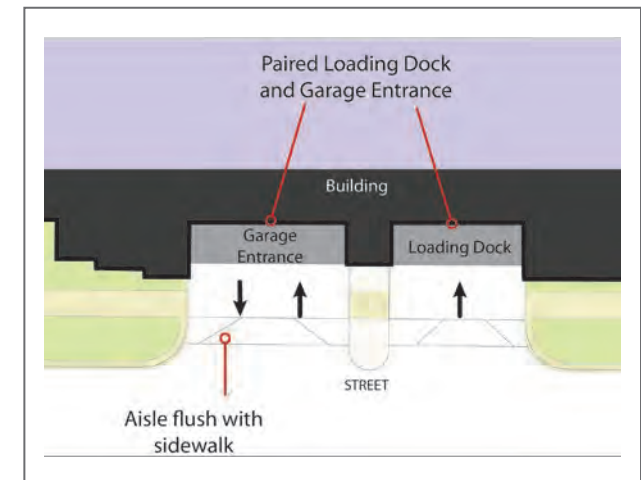 Paired Loading Dock
and Garage Entrance
Building
Garage
Entrance
Loading Dock
STREET
Aisle flush with
sidewalk